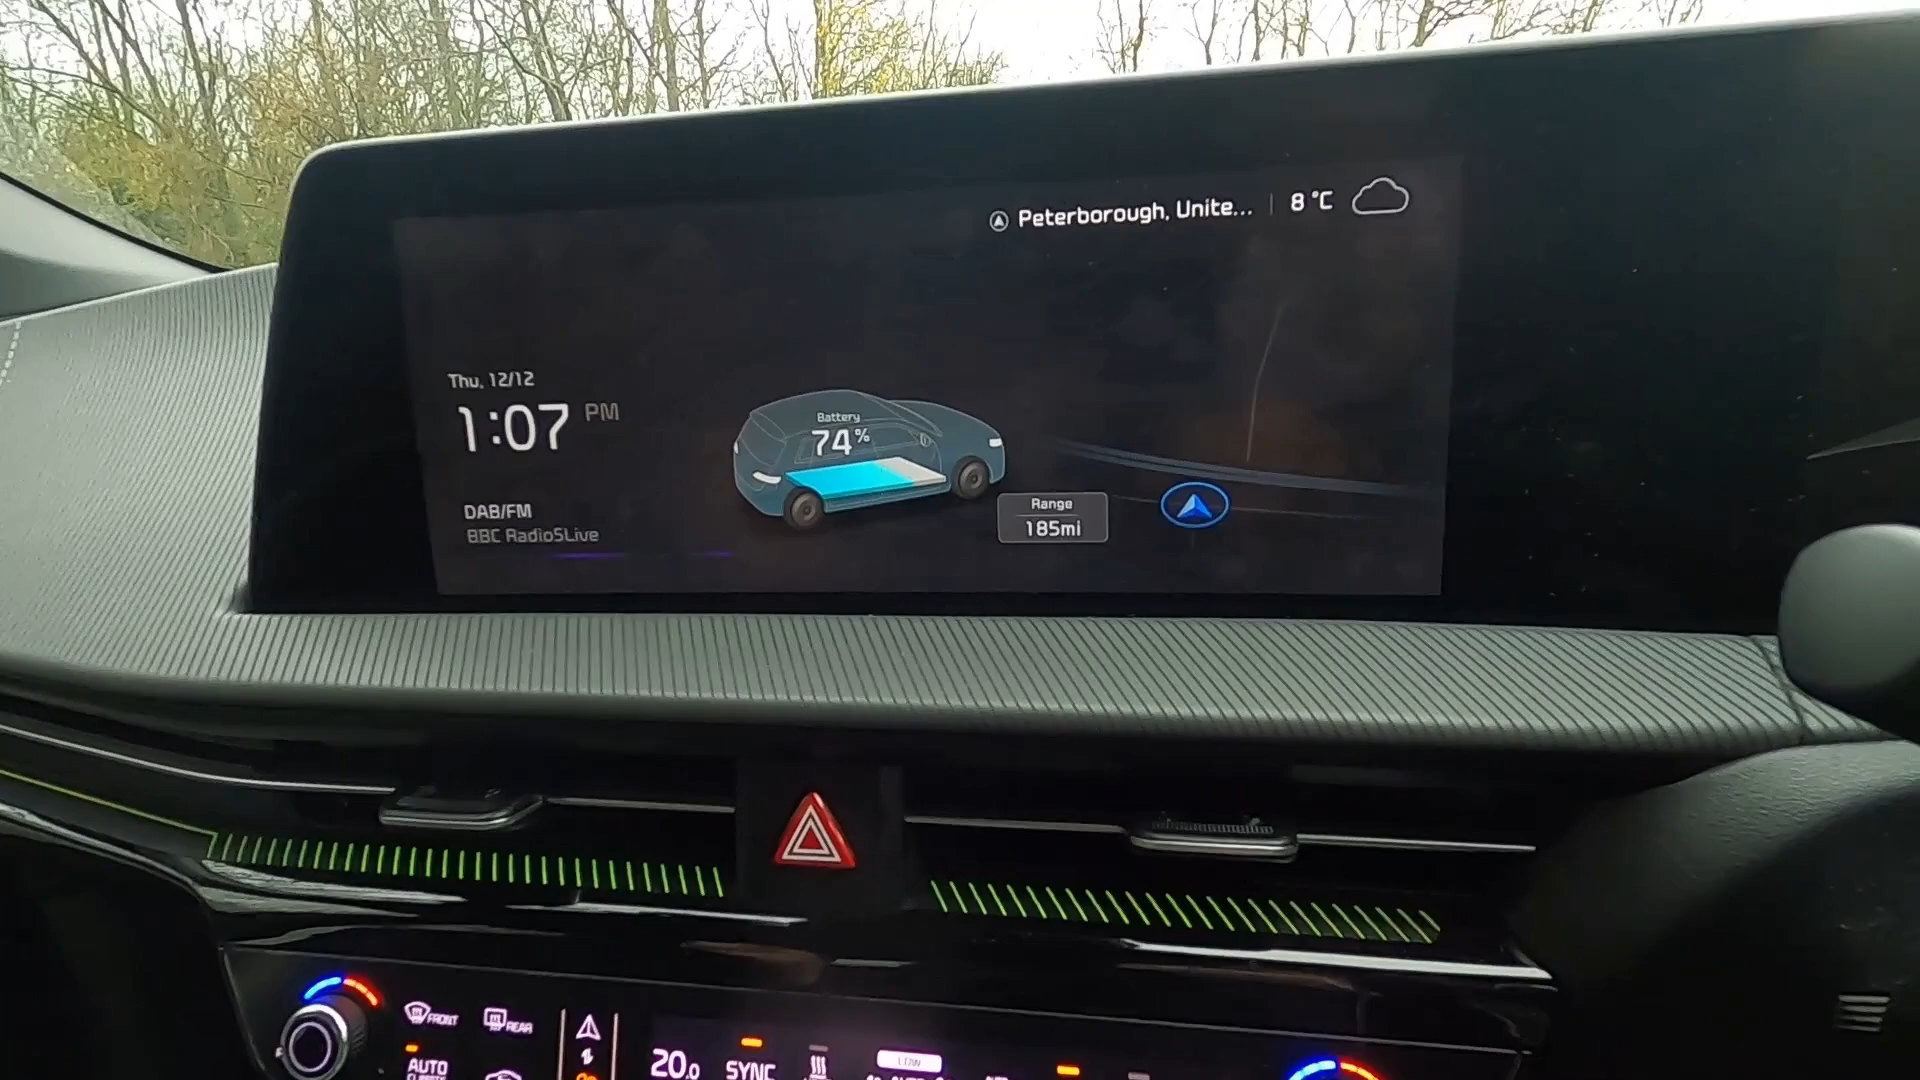 Peterborough, Unite... | 8 °C
Thu, 12/12
1:07 PM
Battery
74%
Range
185mi
DAB/FM
BBC Radio5Live
FRONT
REAR
AUTO
20.0
SYNC
LOW